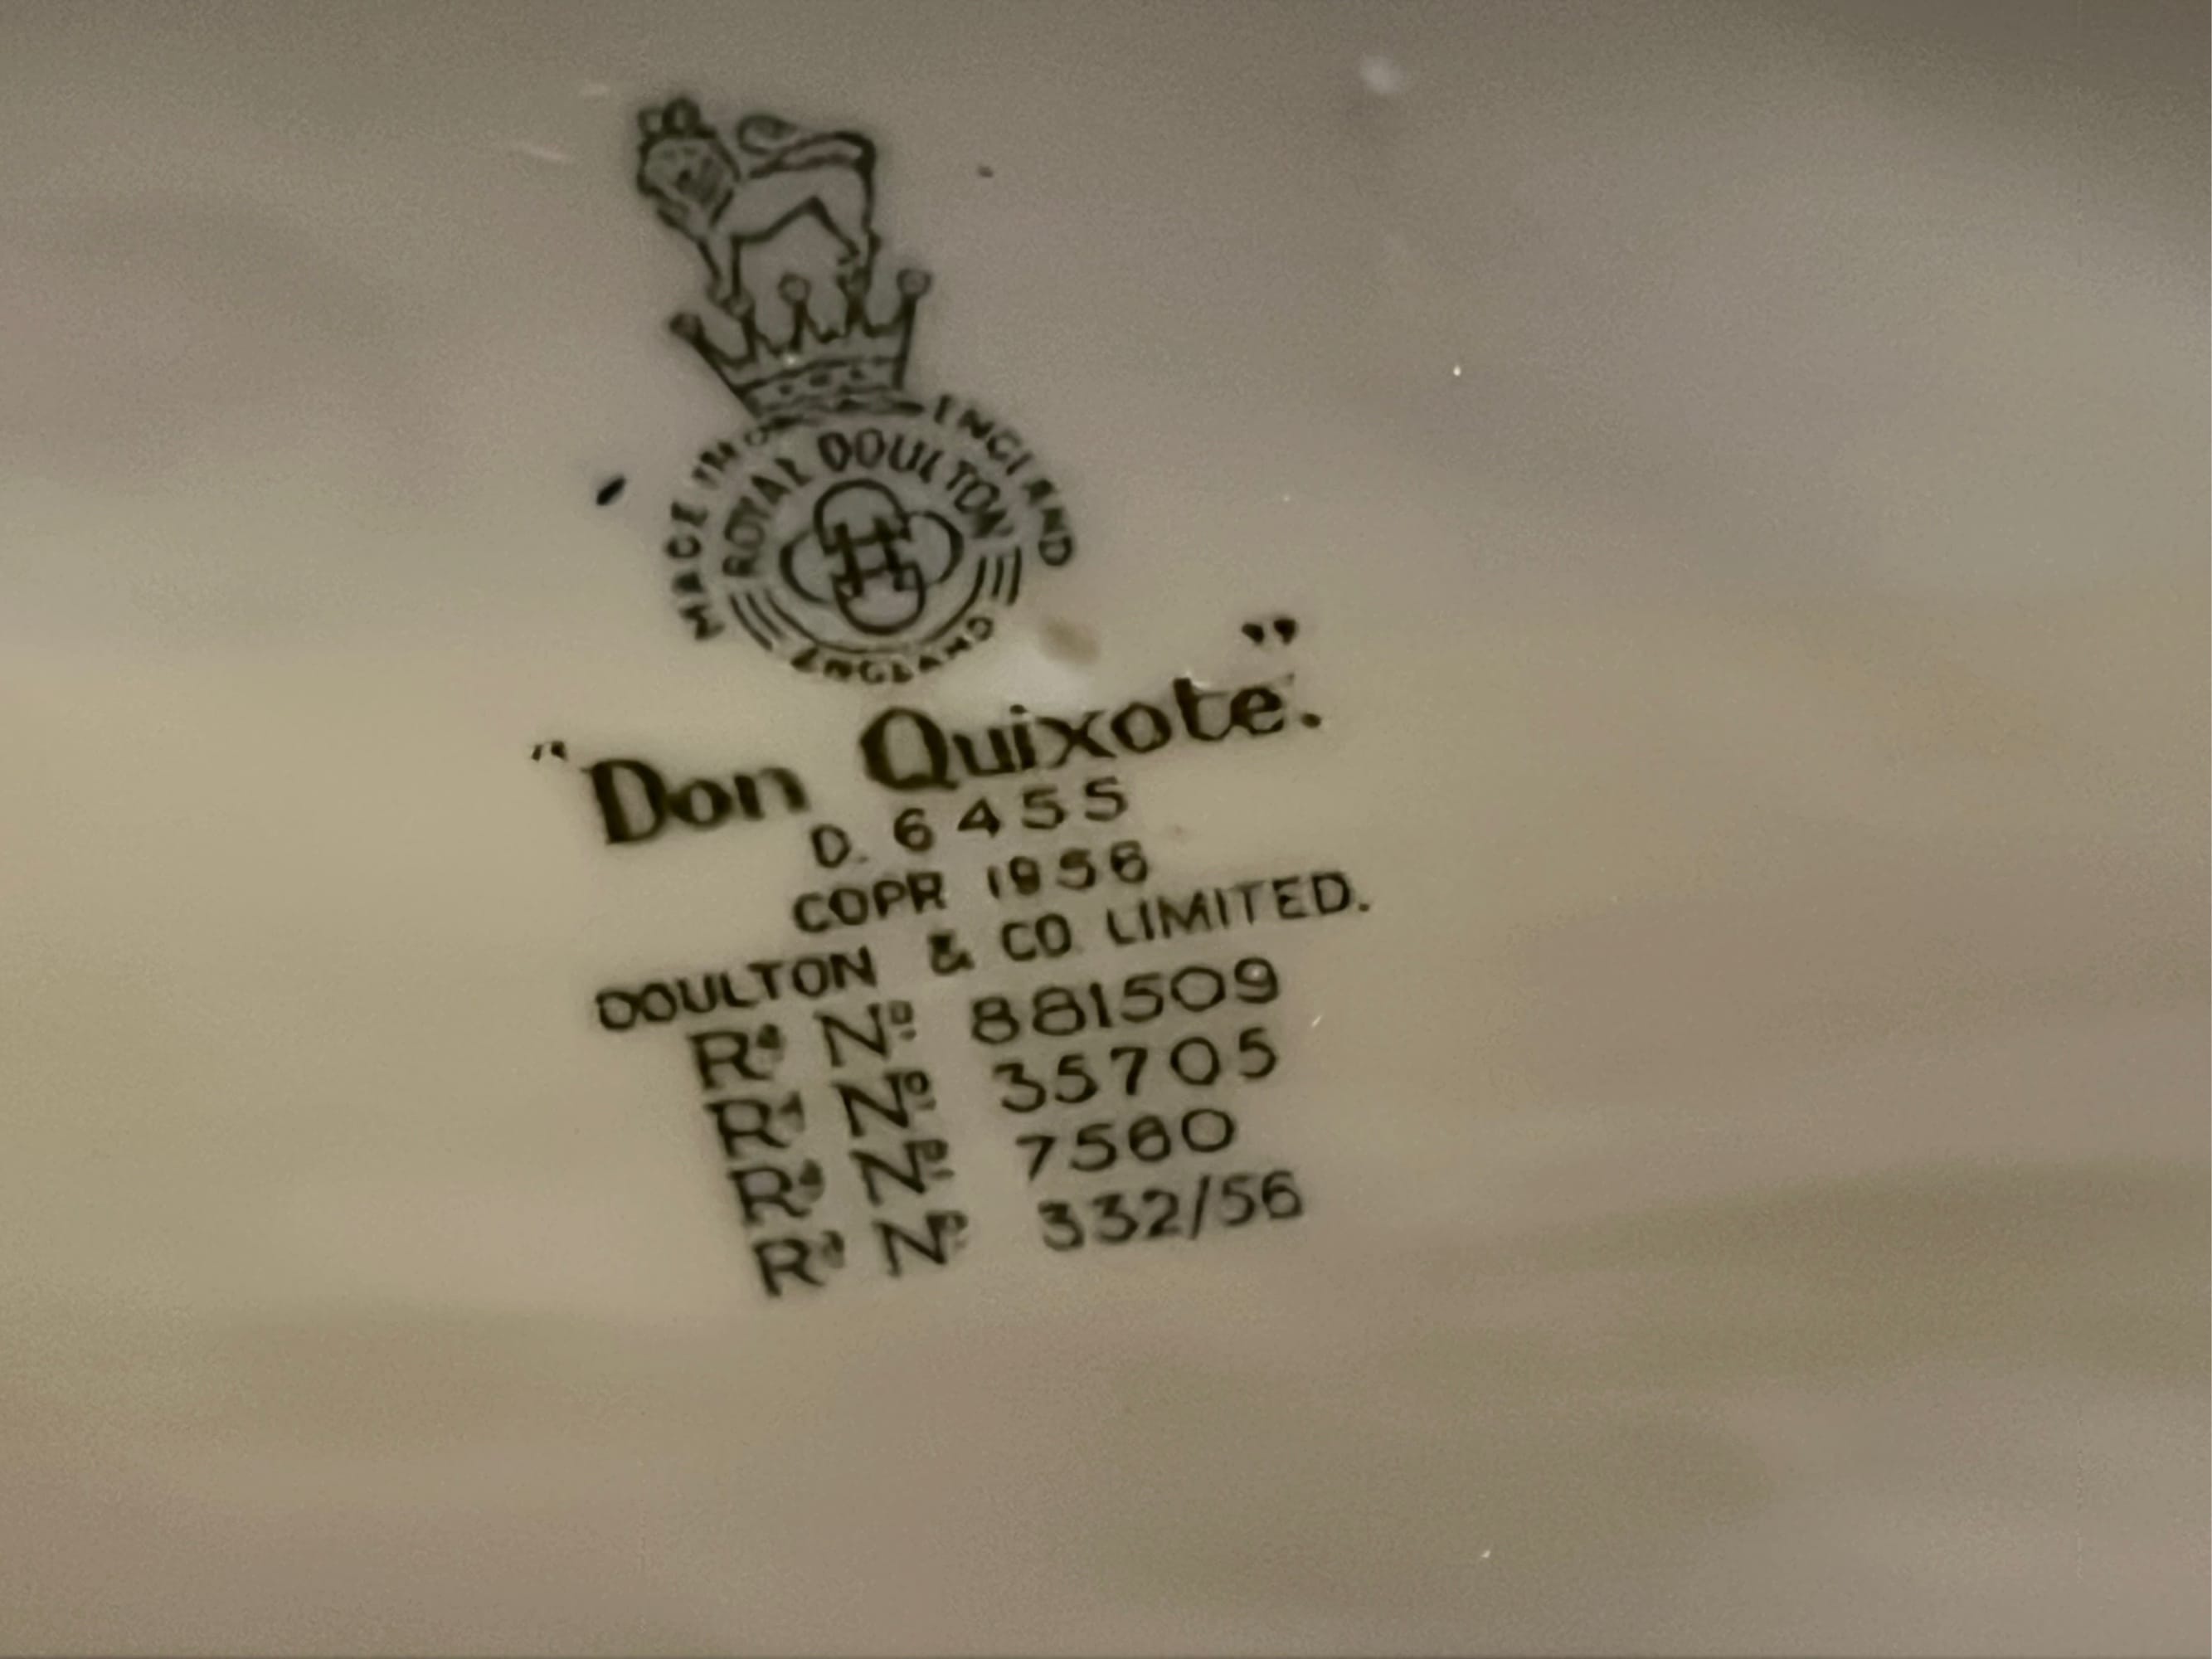 MADE IN ENGLAND
ROYAL DOULTON
ENGLAND
"Don Quixote."
D. 6455
COPR 1956
DOULTON & CO LIMITED.
Rd No 881509
Rd No 35705
Rd No 7560
Rd No 332/56